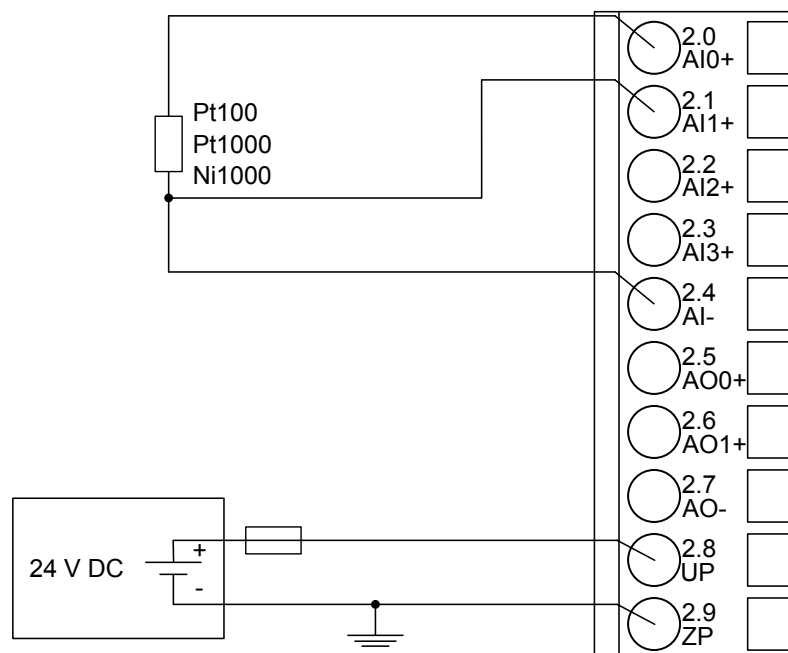 Pt100
Pt1000
Ni1000
2.0
AI0+
2.1
AI1+
2.2
AI2+
2.3
AI3+
2.4
AI-
2.5
AO0+
2.6
AO1+
2.7
AO-
2.8
UP
2.9
ZP
24 V DC
+
-